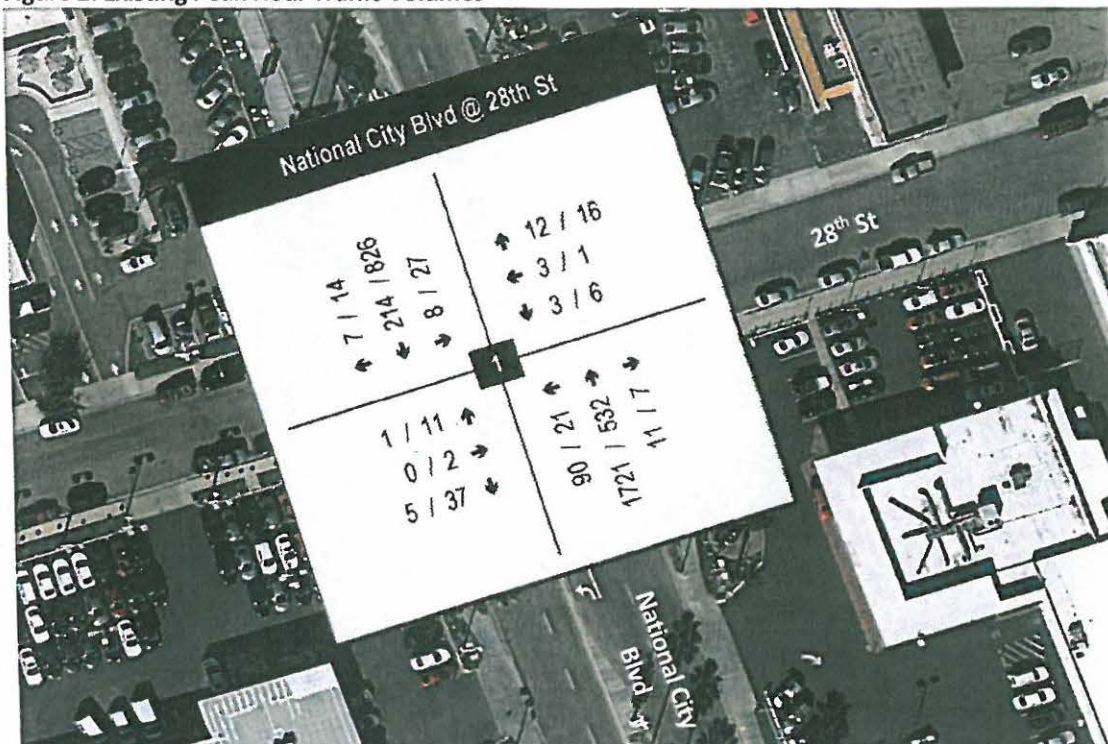 National City Blvd @ 28th St
7 / 14
214 / 826
8 / 27
12 / 16
3 / 1
3 / 6
1
1 / 11
0 / 2
5 / 37
90 / 21
1721 / 532
11 / 7
28th St
National City
Blvd